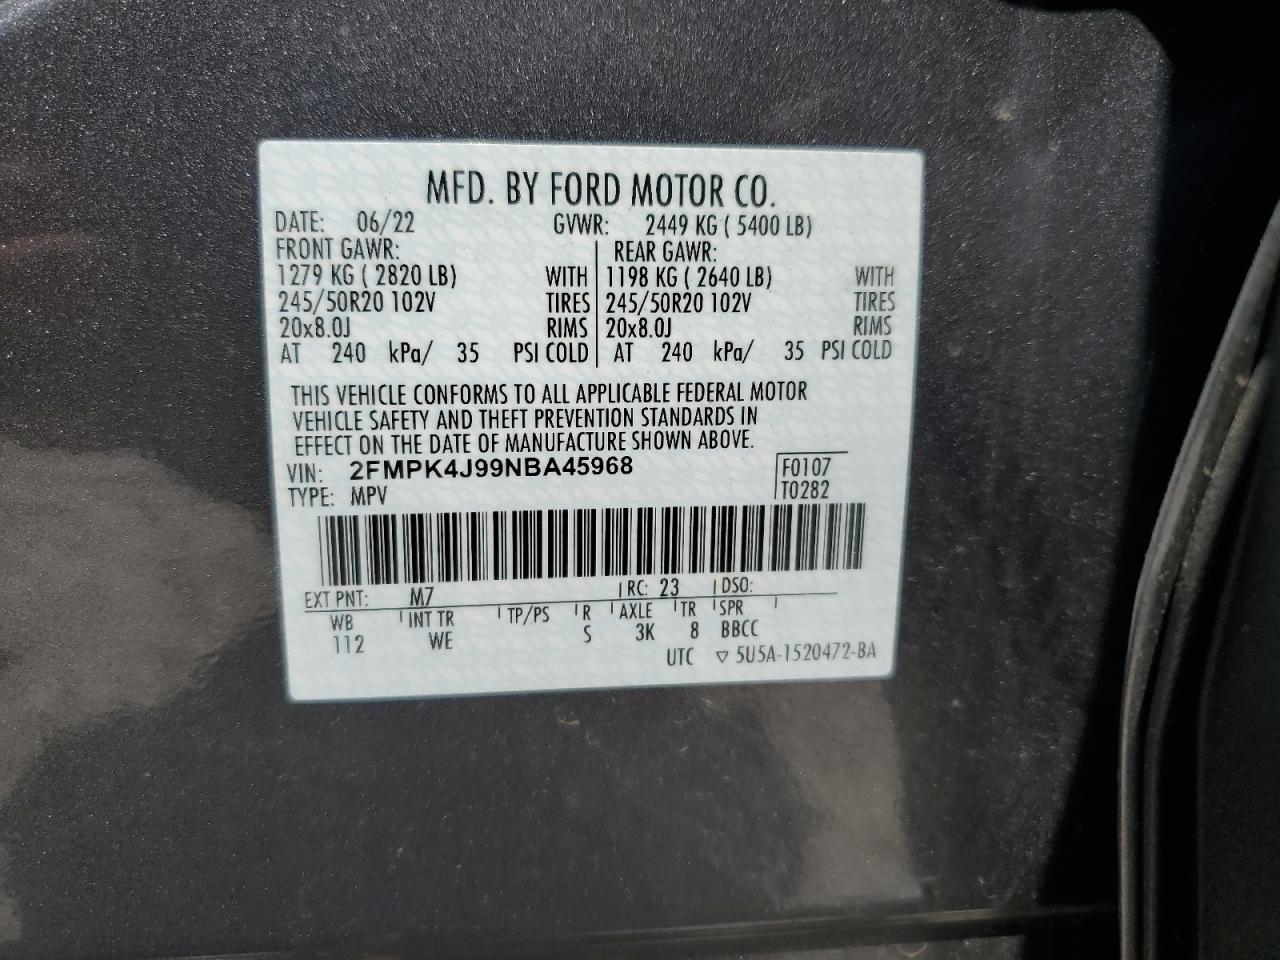 MFD. BY FORD MOTOR CO.
DATE: 06/22 GVWR: 2449 KG ( 5400 LB)
FRONT GAWR: REAR GAWR:
1279 KG ( 2820 LB) WITH 1198 KG ( 2640 LB) WITH
245/50R20 102V TIRES 245/50R20 102V TIRES
20x8.0J RIMS 20x8.0J RIMS
AT 240 kPa/ 35 PSI COLD AT 240 kPa/ 35 PSI COLD
THIS VEHICLE CONFORMS TO ALL APPLICABLE FEDERAL MOTOR
VEHICLE SAFETY AND THEFT PREVENTION STANDARDS IN
EFFECT ON THE DATE OF MANUFACTURE SHOWN ABOVE.
VIN: 2FMPK4J99NBA45968 F0107
TYPE: MPV T0282
EXT PNT: M7 RC: 23 DSO:
WB INT TR TP/PS R AXLE TR SPR
112 WE S 3K 8 BBCC
UTC ▽ 5U5A-1520472-BA